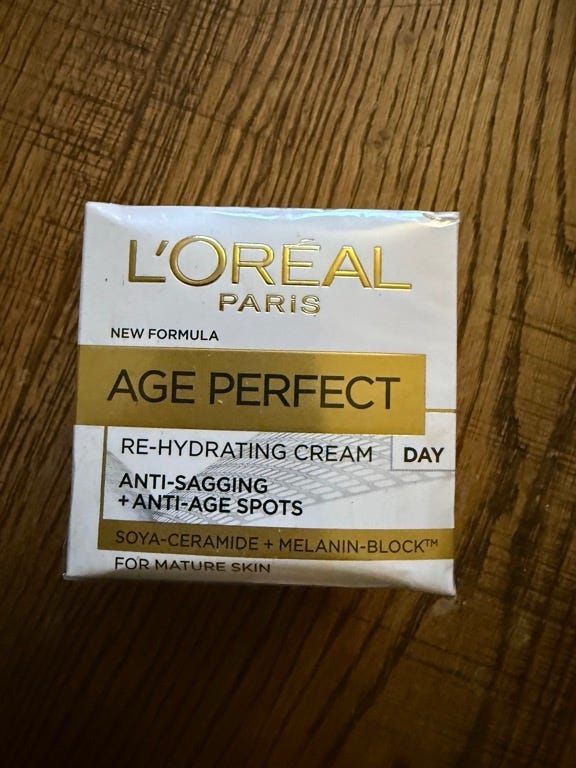 L'ORÉAL
PARiS
NEW FORMULA
AGE PERFECT
RE-HYDRATING CREAM DAY
ANTI-SAGGING
+ANTI-AGE SPOTS
SOYA-CERAMIDE + MELANIN-BLOCK™
FOR MATURE SKIN